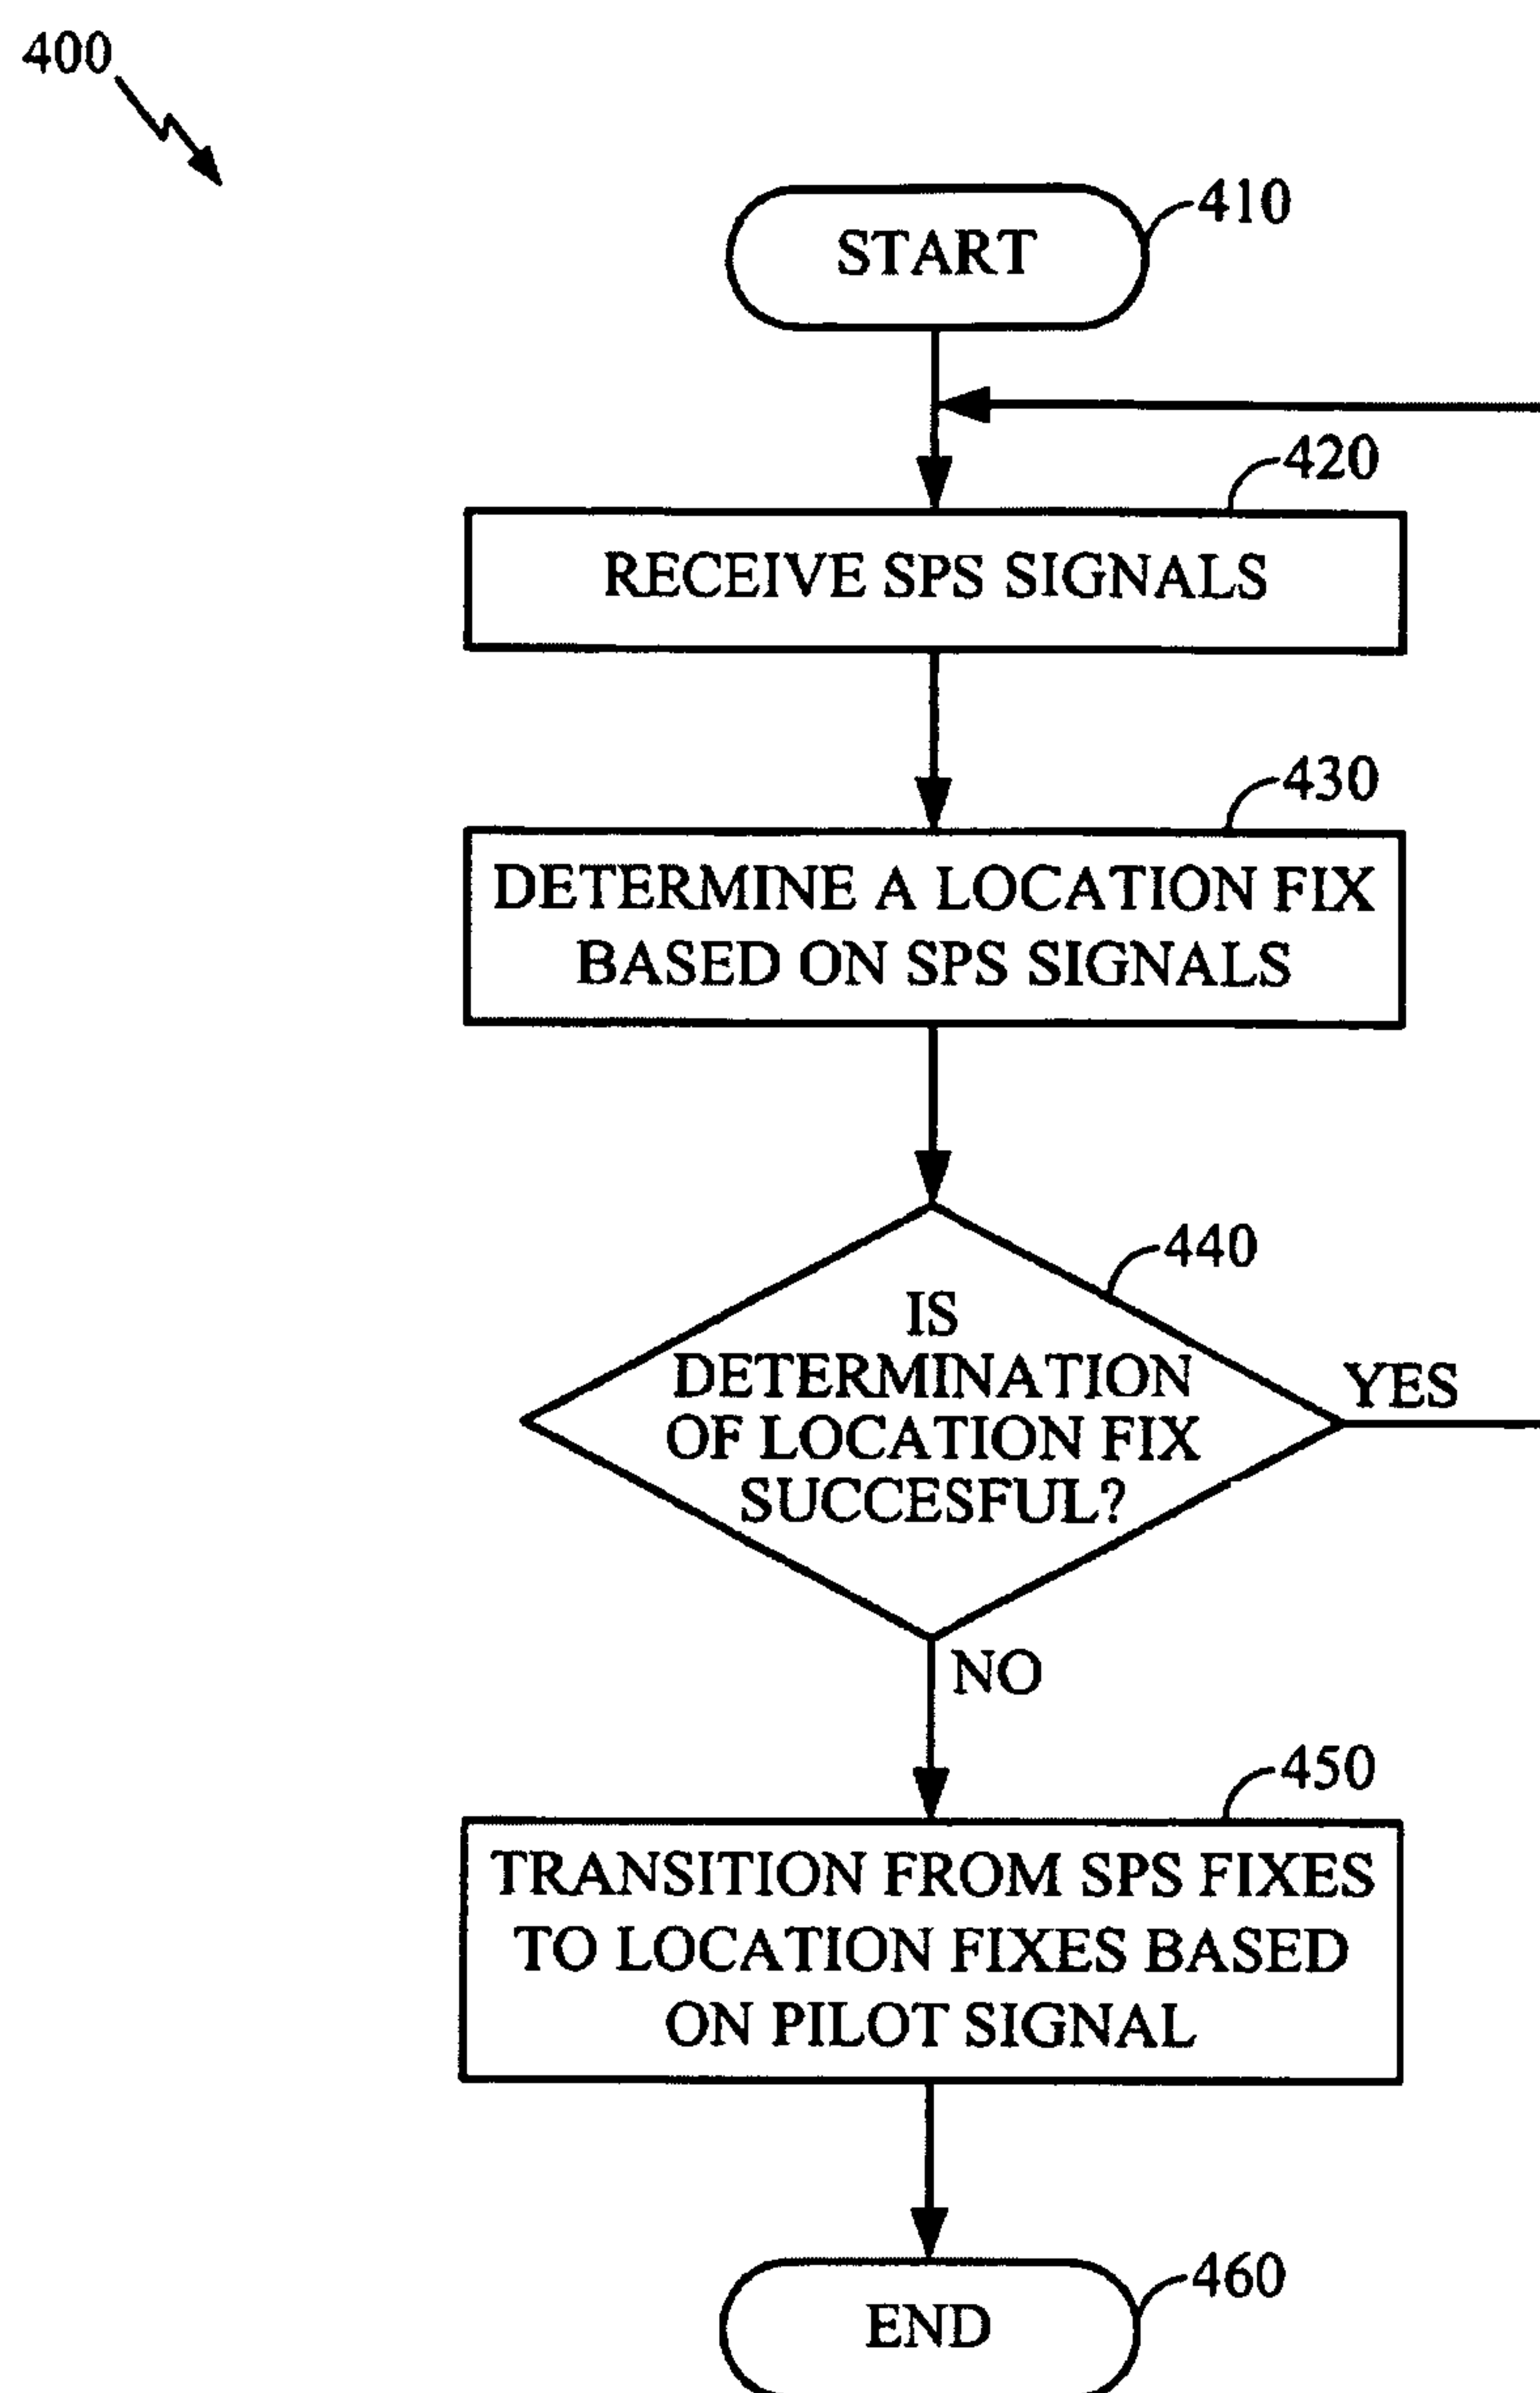 400
410
START
420
RECEIVE SPS SIGNALS
430
DETERMINE A LOCATION FIX
BASED ON SPS SIGNALS
440
IS
DETERMINATION
OF LOCATION FIX
SUCCESFUL?
YES
NO
450
TRANSITION FROM SPS FIXES
TO LOCATION FIXES BASED
ON PILOT SIGNAL
460
END